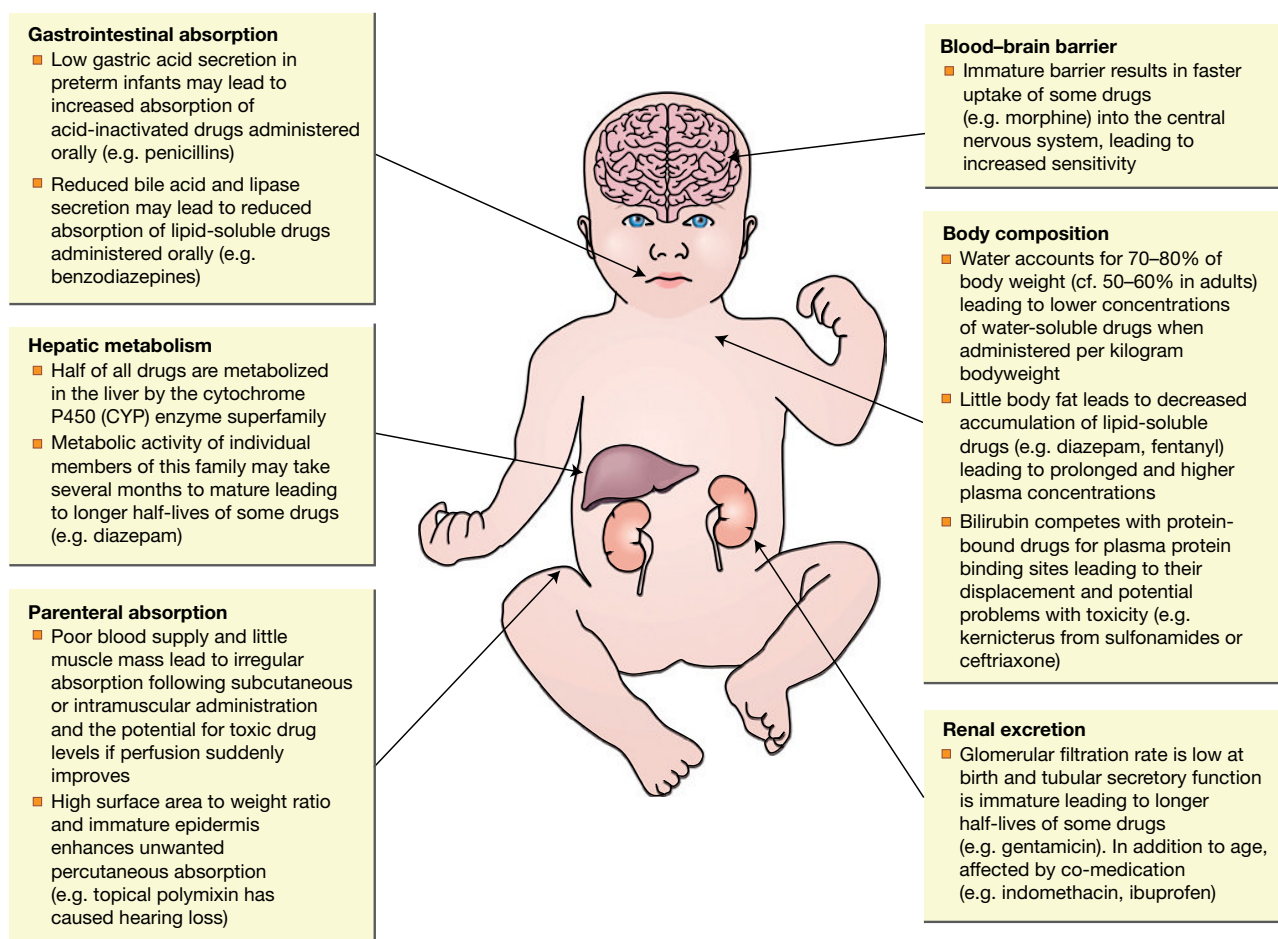 Gastrointestinal absorption
Low gastric acid secretion in
preterm infants may lead to
increased absorption of
acid-inactivated drugs administered
orally (e.g. penicillins)
Reduced bile acid and lipase
secretion may lead to reduced
absorption of lipid-soluble drugs
administered orally (e.g.
benzodiazepines)
Hepatic metabolism
Half of all drugs are metabolized
in the liver by the cytochrome
P450 (CYP) enzyme superfamily
Metabolic activity of individual
members of this family may take
several months to mature leading
to longer half-lives of some drugs
(e.g. diazepam)
Parenteral absorption
Poor blood supply and little
muscle mass lead to irregular
absorption following subcutaneous
or intramuscular administration
and the potential for toxic drug
levels if perfusion suddenly
improves
High surface area to weight ratio
and immature epidermis
enhances unwanted
percutaneous absorption
(e.g. topical polymixin has
caused hearing loss)
Blood–brain barrier
Immature barrier results in faster
uptake of some drugs
(e.g. morphine) into the central
nervous system, leading to
increased sensitivity
Body composition
Water accounts for 70–80% of
body weight (cf. 50–60% in adults)
leading to lower concentrations
of water-soluble drugs when
administered per kilogram
bodyweight
Little body fat leads to decreased
accumulation of lipid-soluble
drugs (e.g. diazepam, fentanyl)
leading to prolonged and higher
plasma concentrations
Bilirubin competes with protein-
bound drugs for plasma protein
binding sites leading to their
displacement and potential
problems with toxicity (e.g.
kernicterus from sulfonamides or
ceftriaxone)
Renal excretion
Glomerular filtration rate is low at
birth and tubular secretory function
is immature leading to longer
half-lives of some drugs
(e.g. gentamicin). In addition to age,
affected by co-medication
(e.g. indomethacin, ibuprofen)